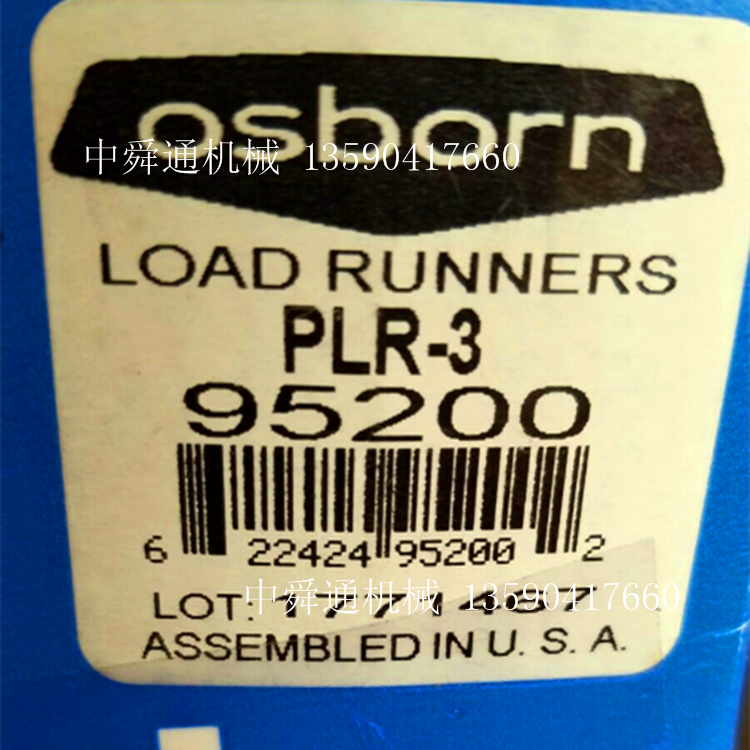 osborn
中舜通机械 13590417660
LOAD RUNNERS
PLR-3
95200
6 22424 95200 2
LOT:
中舜通机械 13590417660
ASSEMBLED IN U. S. A.